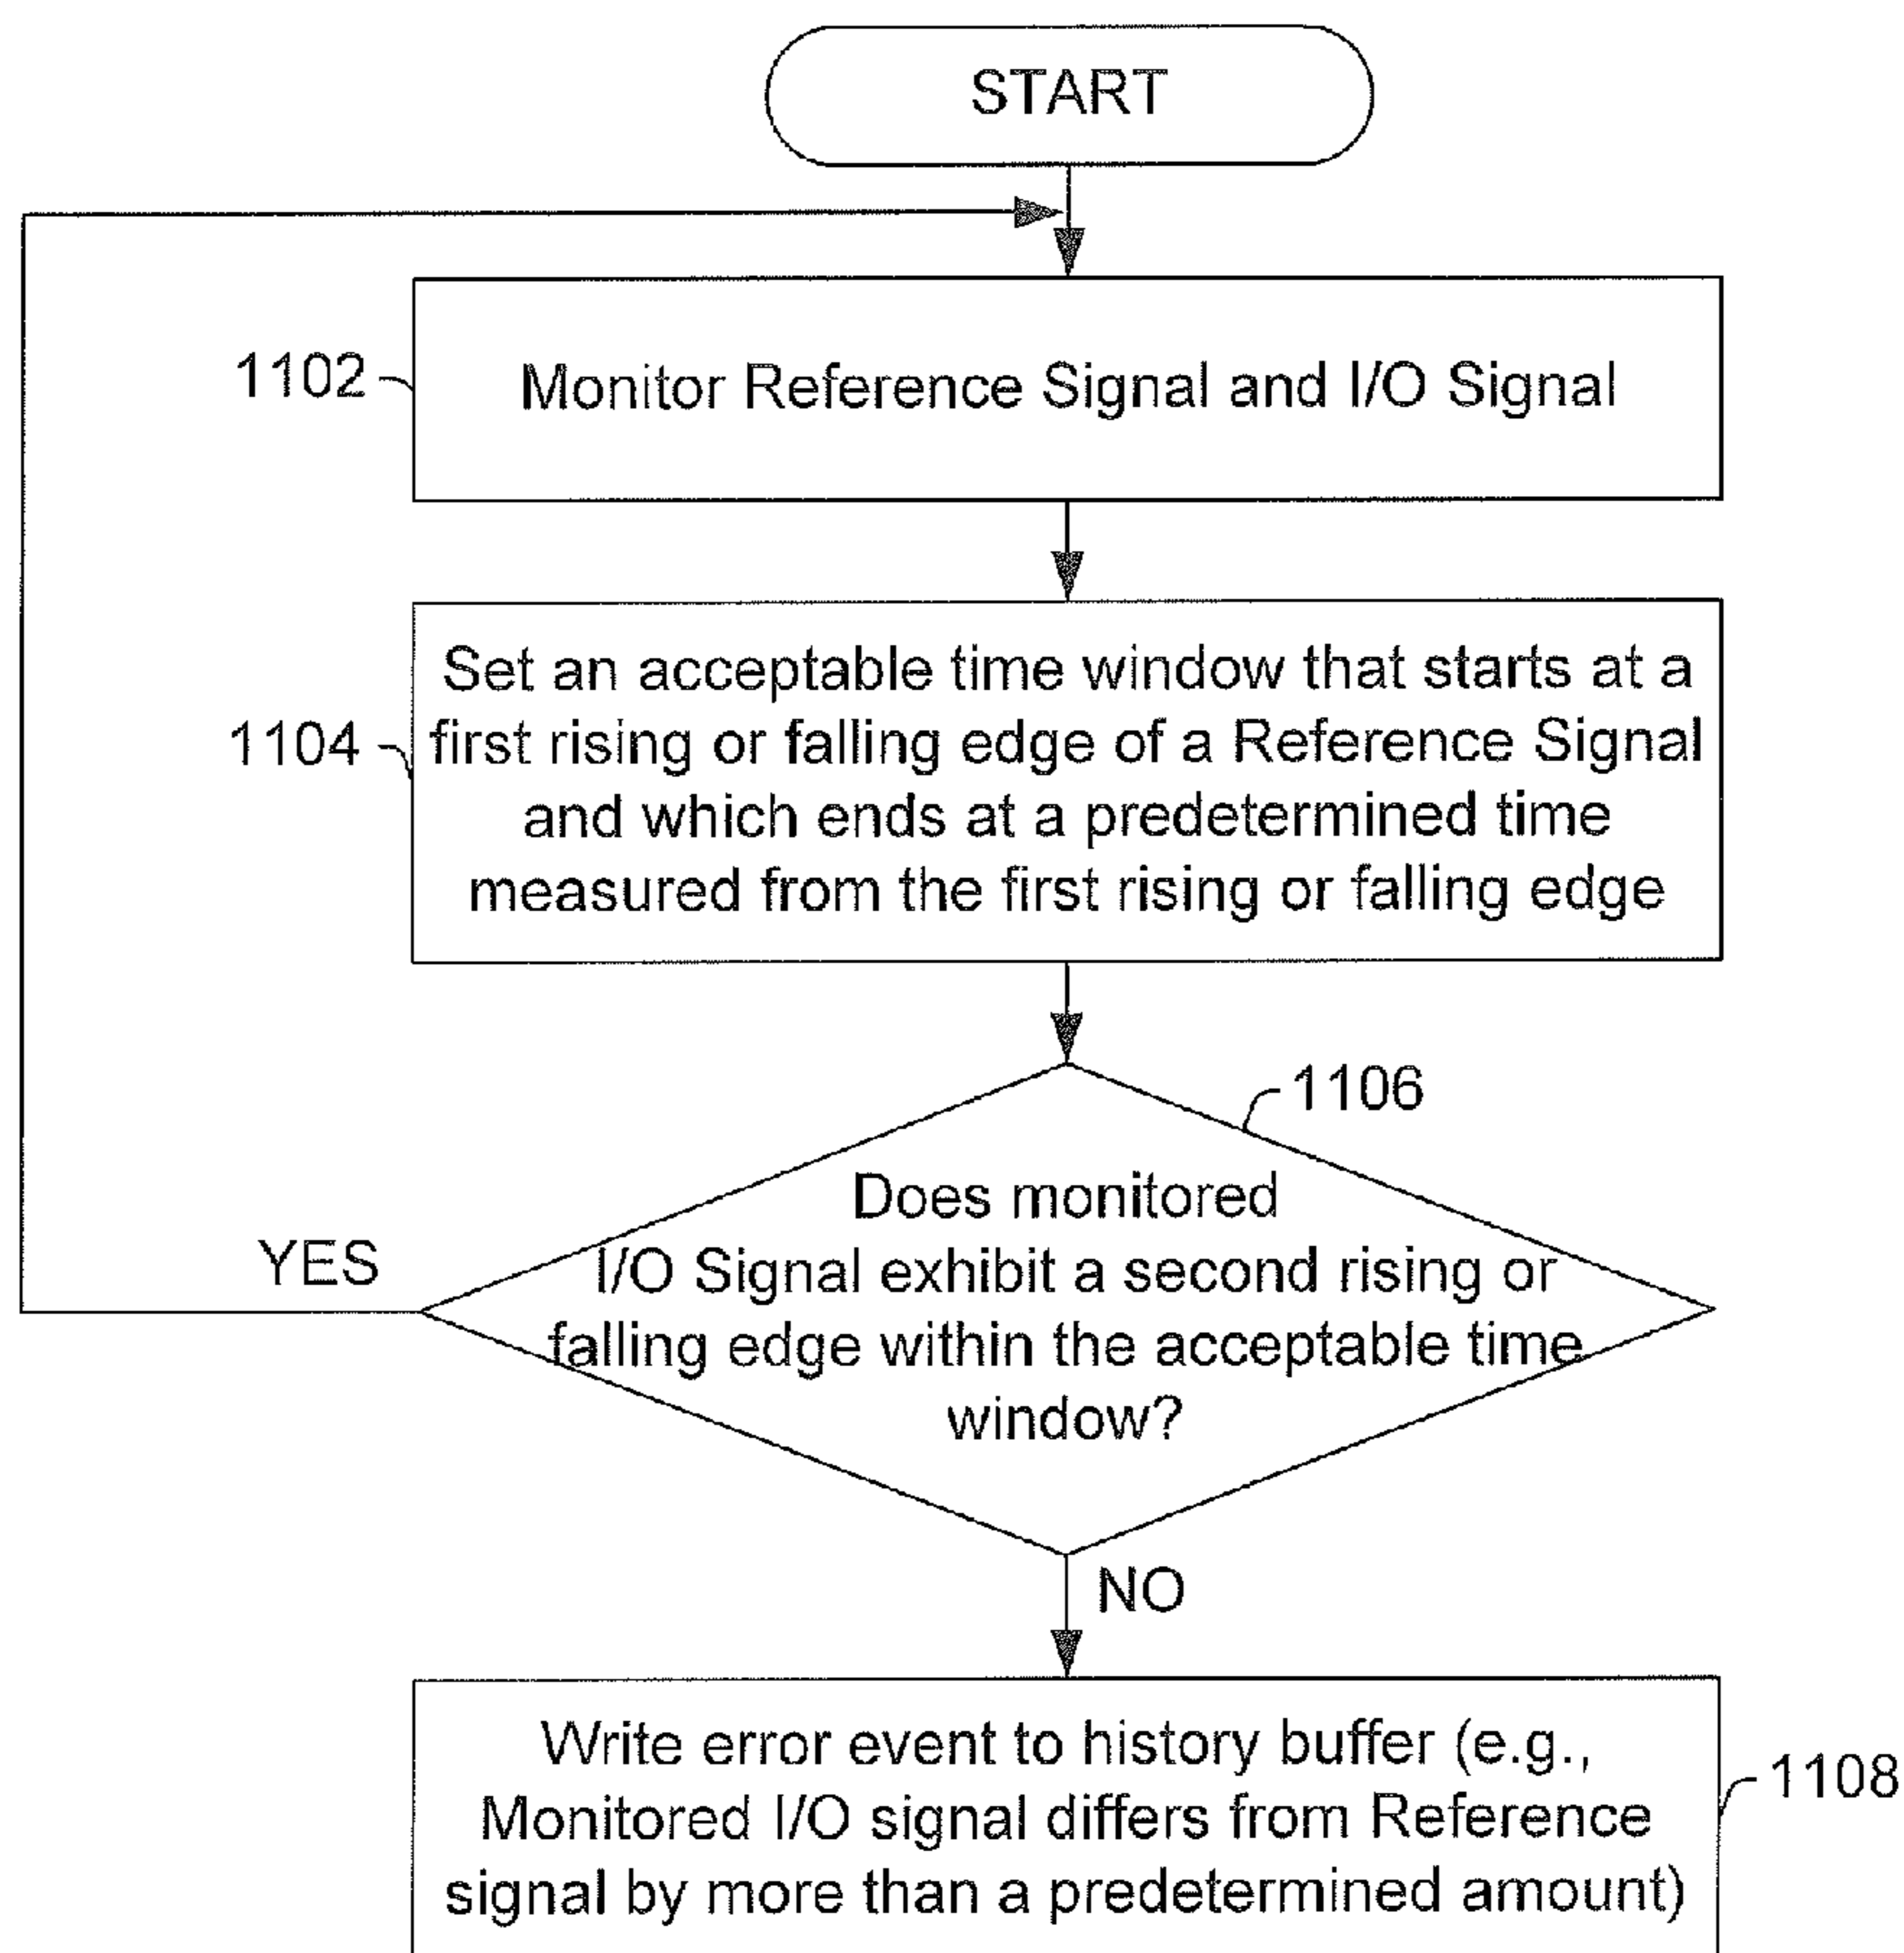 START
1102
Monitor Reference Signal and I/O Signal
Set an acceptable time window that starts at a
1104
first rising or falling edge of a Reference Signal
and which ends at a predetermined time
measured from the first rising or falling edge
1106
Does monitored
I/O Signal exhibit a second rising or
falling edge within the acceptable time
window?
YES
NO
Write error event to history buffer (e.g.,
Monitored I/O signal differs from Reference
signal by more than a predetermined amount)
1108